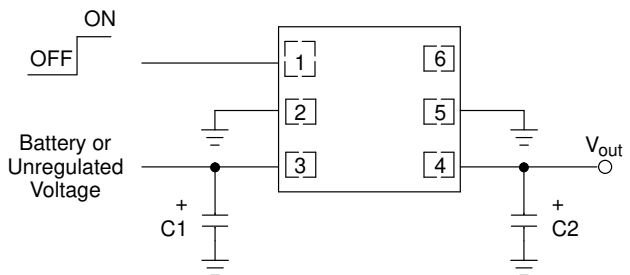 ON
OFF
1
6
2
5
Battery or
Unregulated
Voltage
3
4
Vout
+
C1
+
C2